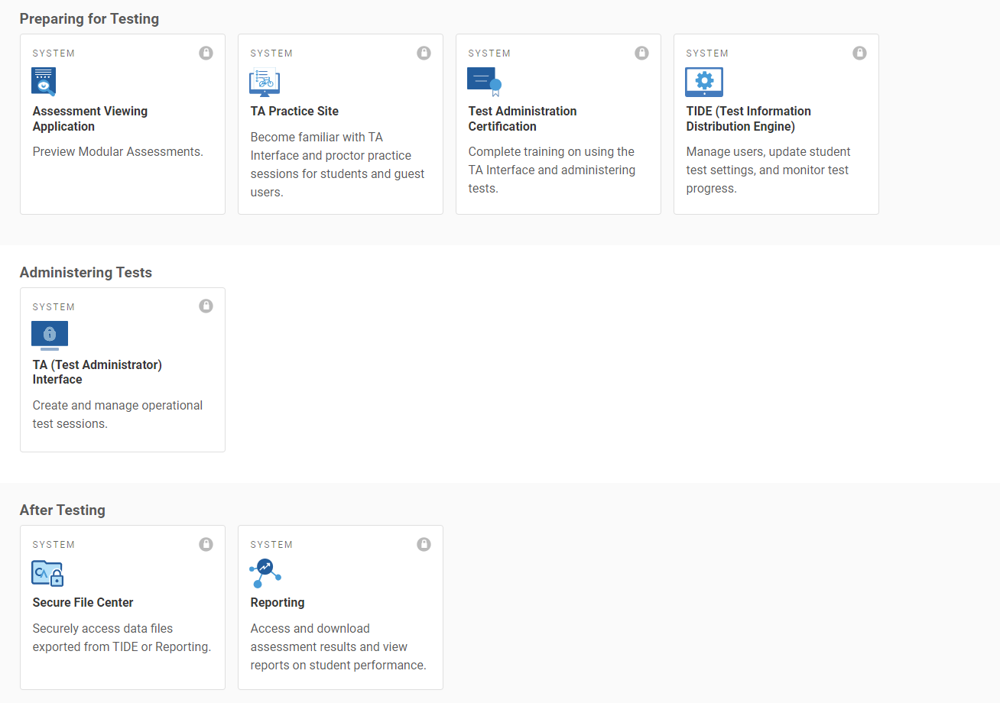 Preparing for Testing
SYSTEM
Assessment Viewing
Application
Preview Modular Assessments.
SYSTEM
TA Practice Site
Become familiar with TA
Interface and proctor practice
sessions for students and guest
users.
SYSTEM
Test Administration
Certification
Complete training on using the
TA Interface and administering
tests.
SYSTEM
TIDE (Test Information
Distribution Engine)
Manage users, update student
test settings, and monitor test
progress.
Administering Tests
SYSTEM
TA (Test Administrator)
Interface
Create and manage operational
test sessions.
After Testing
SYSTEM
CA
Secure File Center
Securely access data files
exported from TIDE or Reporting.
SYSTEM
Reporting
Access and download
assessment results and view
reports on student performance.